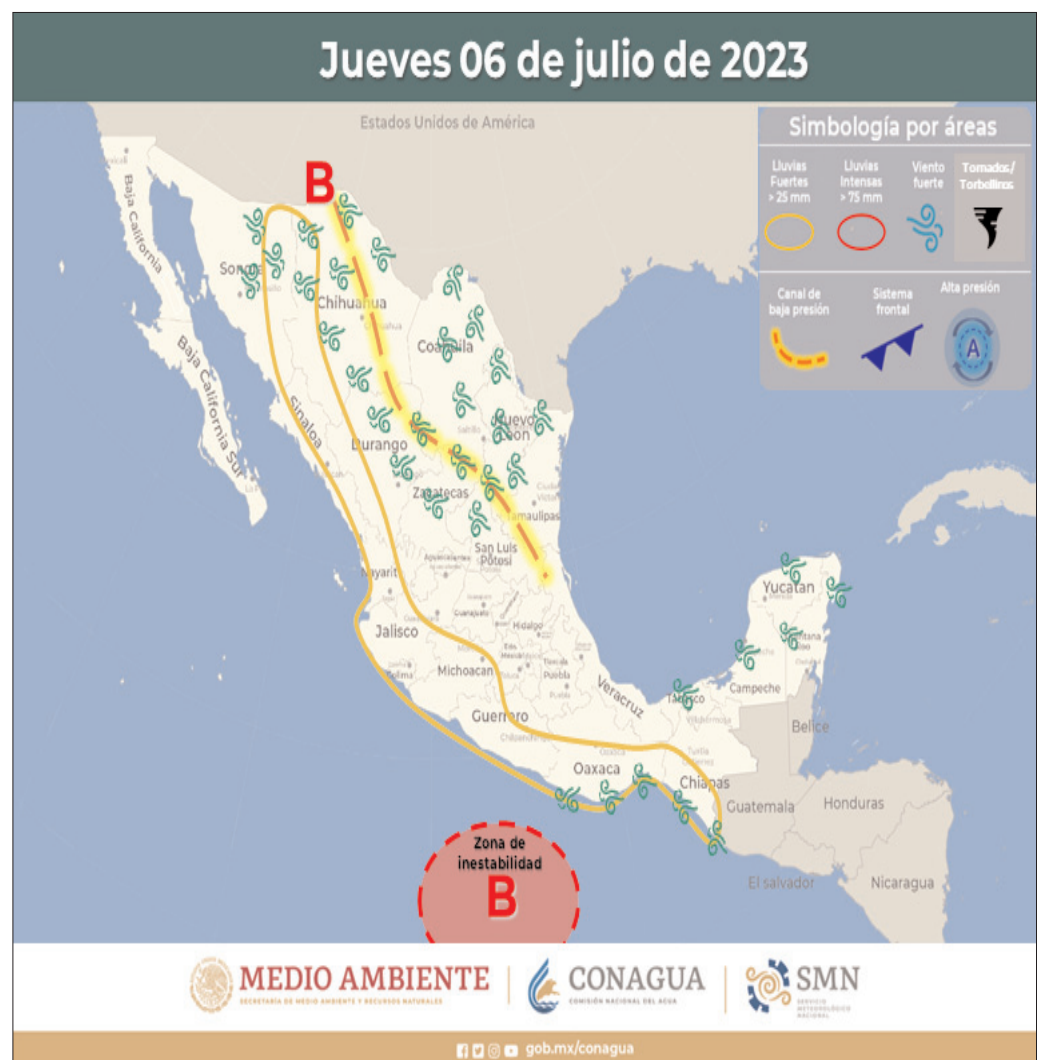 Jueves 06 de julio de 2023
Estados Unidos de América
Simbología por áreas
Lluvias
Fuertes
> 25 mm
Lluvias
Intensas
> 75 mm
Viento
fuerte
Tornados/
Torbellinos
Canal de
baja presión
Sistema
frontal
Alta presión
A
B
Baja California
Sonora
Chihuahua
Coahuila
Baja California Sur
Sinaloa
Durango
Nuevo
León
Zacatecas
Tamaulipas
San Luis
Potosí
Nayarit
Aguascalientes
Guanajuato
Hidalgo
Jalisco
Colima
Michoacán
Tlaxcala
Puebla
Veracruz
Guerrero
Oaxaca
Tabasco
Chiapas
Campeche
Yucatán
Belice
Guatemala
Honduras
El salvador
Nicaragua
Zona de
inestabilidad
B
MEDIO AMBIENTE
SECRETARÍA DE MEDIO AMBIENTE Y RECURSOS NATURALES
CONAGUA
COMISIÓN NACIONAL DEL AGUA
SMN
SERVICIO
METEOROLÓGICO
NACIONAL
gob.mx/conagua